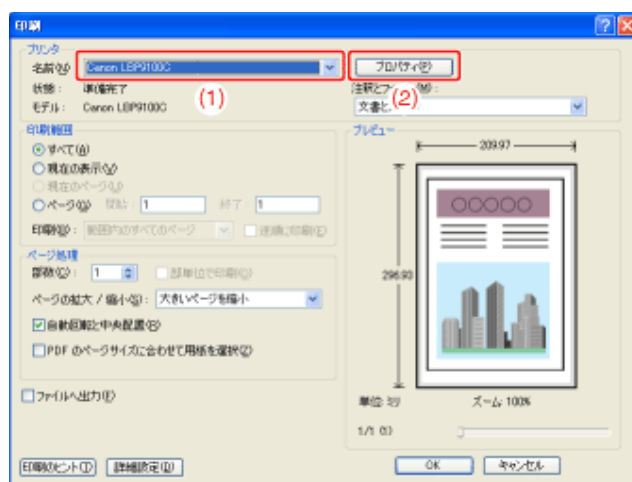 印刷
プリンタ
名前(N): Canon LBP9100C
プロパティ(P)
(1)
(2)
状態: 準備完了
モデル: Canon LBP9100C
注釈とフ
(M):
文書と
印刷範囲
すべて(A)
現在の表示(V)
現在のページ(U)
ページ(G) 開始: 1 終了: 1
印刷(R): 範囲内のすべてのページ 逆順に印刷(E)
ページ処理
部数(C): 1 部単位で印刷(O)
ページの拡大 / 縮小(S): 大きいページを縮小
自動回転と中央配置
PDF のページサイズに合わせて用紙を選択(Z)
ファイルへ出力(F)
プレビュー
209.97
296.93
○○○○○
単位: ミリ ズーム: 100%
1/1 (1)
印刷のヒント(T) 詳細設定(D) OK キャンセル